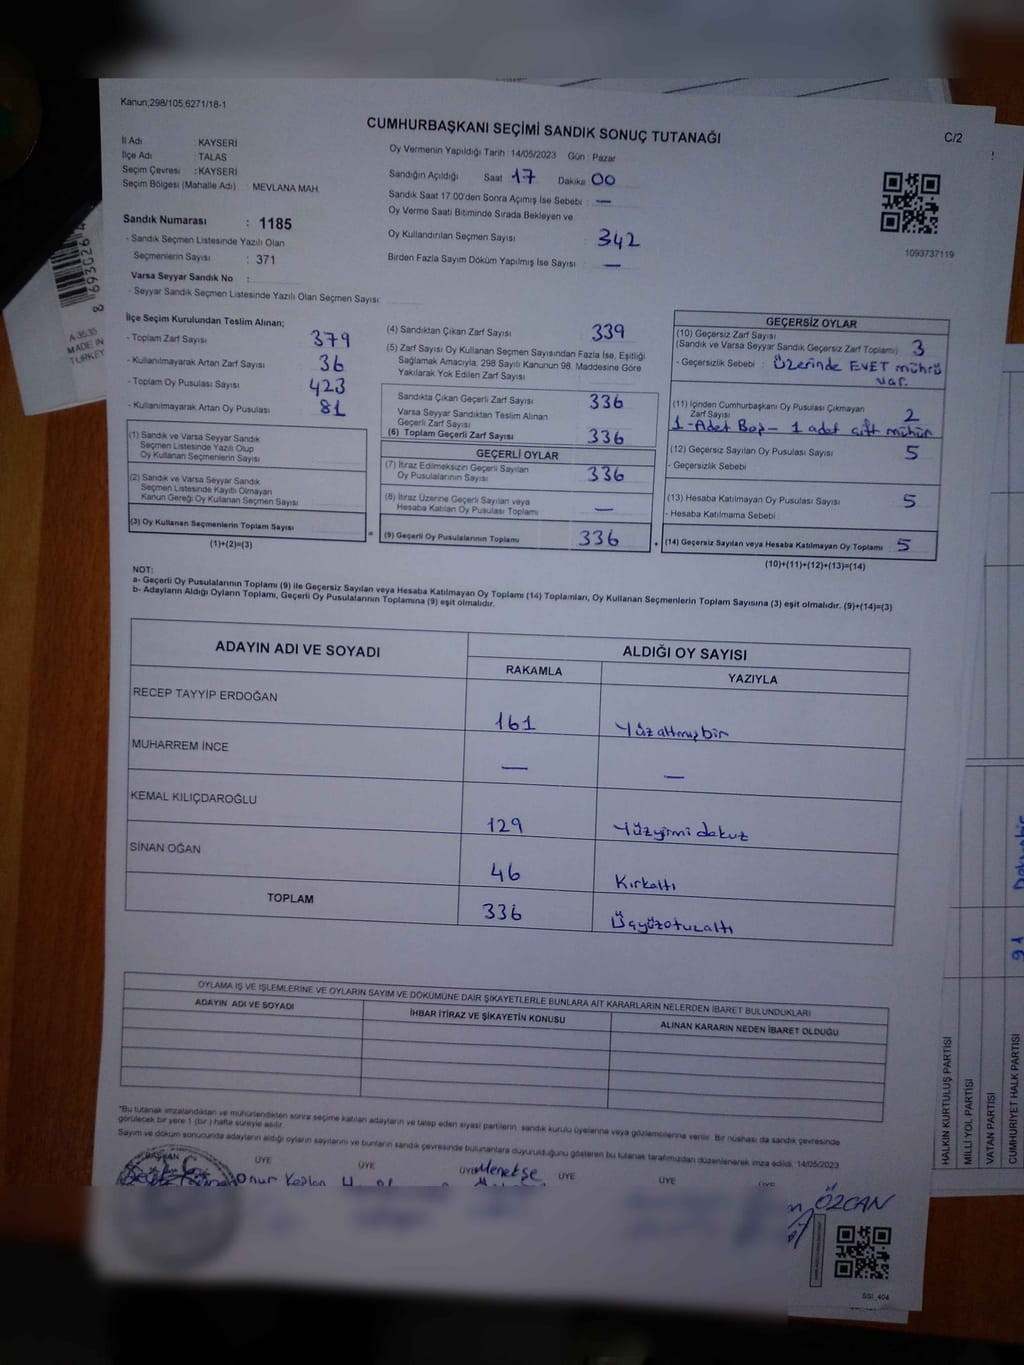 Kanun;298/105,6271/18-1
CUMHURBAŞKANI SEÇİMİ SANDIK SONUÇ TUTANAĞI
C/2
İl Adı : KAYSERİ
İlçe Adı : TALAS
Seçim Çevresi : KAYSERİ
Seçim Bölgesi (Mahalle Adı) : MEVLANA MAH.
Sandık Numarası : 1185
- Sandık Seçmen Listesinde Yazılı Olan
Seçmenlerin Sayısı : 371
Varsa Seyyar Sandık No :
- Seyyar Sandık Seçmen Listesinde Yazılı Olan Seçmen Sayısı:
Oy Vermenin Yapıldığı Tarih : 14/05/2023 Gün : Pazar
Sandığın Açıldığı Saat 17 Dakika 00
Sandık Saat 17:00'den Sonra Açımış İse Sebebi : —
Oy Verme Saati Bitiminde Sırada Bekleyen ve
Oy Kullandırılan Seçmen Sayısı 342
Birden Fazla Sayım Döküm Yapılmış İse Sayısı : —
1093737119
A-3535
MADE IN
TURKEY
İlçe Seçim Kurulundan Teslim Alınan;
- Toplam Zarf Sayısı 379
- Kullanılmayarak Artan Zarf Sayısı 36
- Toplam Oy Pusulası Sayısı 423
- Kullanılmayarak Artan Oy Pusulası 81
(1) Sandık ve Varsa Seyyar Sandık
Seçmen Listesinde Yazılı Olup
Oy Kullanan Seçmenlerin Sayısı
(2) Sandık ve Varsa Seyyar Sandık
Seçmen Listesinde Kayıtlı Olmayan
Kanun Gereği Oy Kullanan Seçmen Sayısı
(3) Oy Kullanan Seçmenlerin Toplam Sayısı =
(1)+(2)=(3)
(4) Sandıktan Çıkan Zarf Sayısı 339
(5) Zarf Sayısı Oy Kullanan Seçmen Sayısından Fazla İse, Eşitliği
Sağlamak Amacıyla, 298 Sayılı Kanunun 98. Maddesine Göre
Yakılarak Yok Edilen Zarf Sayısı
Sandıkta Çıkan Geçerli Zarf Sayısı 336
Varsa Seyyar Sandıktan Teslim Alınan
Geçerli Zarf Sayısı
(6) Toplam Geçerli Zarf Sayısı 336
GEÇERLİ OYLAR
(7) İtiraz Edilmeksizin Geçerli Sayılan
Oy Pusulalarının Sayısı 336
(8) İtiraz Üzerine Geçerli Sayılan veya
Hesaba Katılan Oy Pusulası Toplamı —
(9) Geçerli Oy Pusulalarının Toplamı 336 +
GEÇERSİZ OYLAR
(10) Geçersiz Zarf Sayısı
(Sandık ve Varsa Seyyar Sandık Geçersiz Zarf Toplamı) 3
- Geçersizlik Sebebi : Üzerinde EVET mührü
var.
(11) İçinden Cumhurbaşkanı Oy Pusulası Çıkmayan
Zarf Sayısı 2
1 - Adet Boş - 1 adet çift mühür
(12) Geçersiz Sayılan Oy Pusulası Sayısı 5
- Geçersizlik Sebebi
(13) Hesaba Katılmayan Oy Pusulası Sayısı 5
- Hesaba Katılmama Sebebi
(14) Geçersiz Sayılan veya Hesaba Katılmayan Oy Toplamı 5
(10)+(11)+(12)+(13)=(14)
NOT:
a- Geçerli Oy Pusulalarının Toplamı (9) ile Geçersiz Sayılan veya Hesaba Katılmayan Oy Toplamı (14) Toplamları, Oy Kullanan Seçmenlerin Toplam Sayısına (3) eşit olmalıdır. (9)+(14)=(3)
b- Adayların Aldığı Oyların Toplamı, Geçerli Oy Pusulalarının Toplamına (9) eşit olmalıdır.
ADAYIN ADI VE SOYADI
ALDIĞI OY SAYISI
RAKAMLA YAZIYLA
RECEP TAYYİP ERDOĞAN 161 Yüzaltmışbir
MUHARREM İNCE — —
KEMAL KILIÇDAROĞLU 129 Yüzyirmi dokuz
SİNAN OĞAN 46 Kırkaltı
TOPLAM 336 Üçyüzotuzaltı
OYLAMA İŞ VE İŞLEMLERİNE VE OYLARIN SAYIM VE DÖKÜMÜNE DAİR ŞİKAYETLERLE BUNLARA AİT KARARLARIN NELERDEN İBARET BULUNDUKLARI
ADAYIN ADI VE SOYADI İHBAR İTİRAZ VE ŞİKAYETİN KONUSU ALINAN KARARIN NEDEN İBARET OLDUĞU
"Bu tutanak imzalandıktan ve mühürlendikten sonra seçime katılan adayların ve talep eden siyasi partilerin sandık kurulu üyelerine veya gözlemcilerine verilir. Bir nüshası da sandık çevresinde
görülecek bir yere 1 (bir) hafta süreyle asılır.
Sayım ve döküm sonucunda adayların aldığı oyların sayılarını ve bunların sandık çevresinde bulunanlara duyurulduğunu gösteren bu tutanak tarafımızdan düzenlenerek imza edildi. 14/05/2023
BAŞKAN ÜYE ÜYE ÜYE ÜYE ÜYE
Onur Kaplan Menekşe
ÖZCAN
SSI_404
HALKIN KURTULUŞ PARTİSİ
MİLLİ YOL PARTİSİ
VATAN PARTİSİ
CUMHURİYET HALK PARTİSİ
91